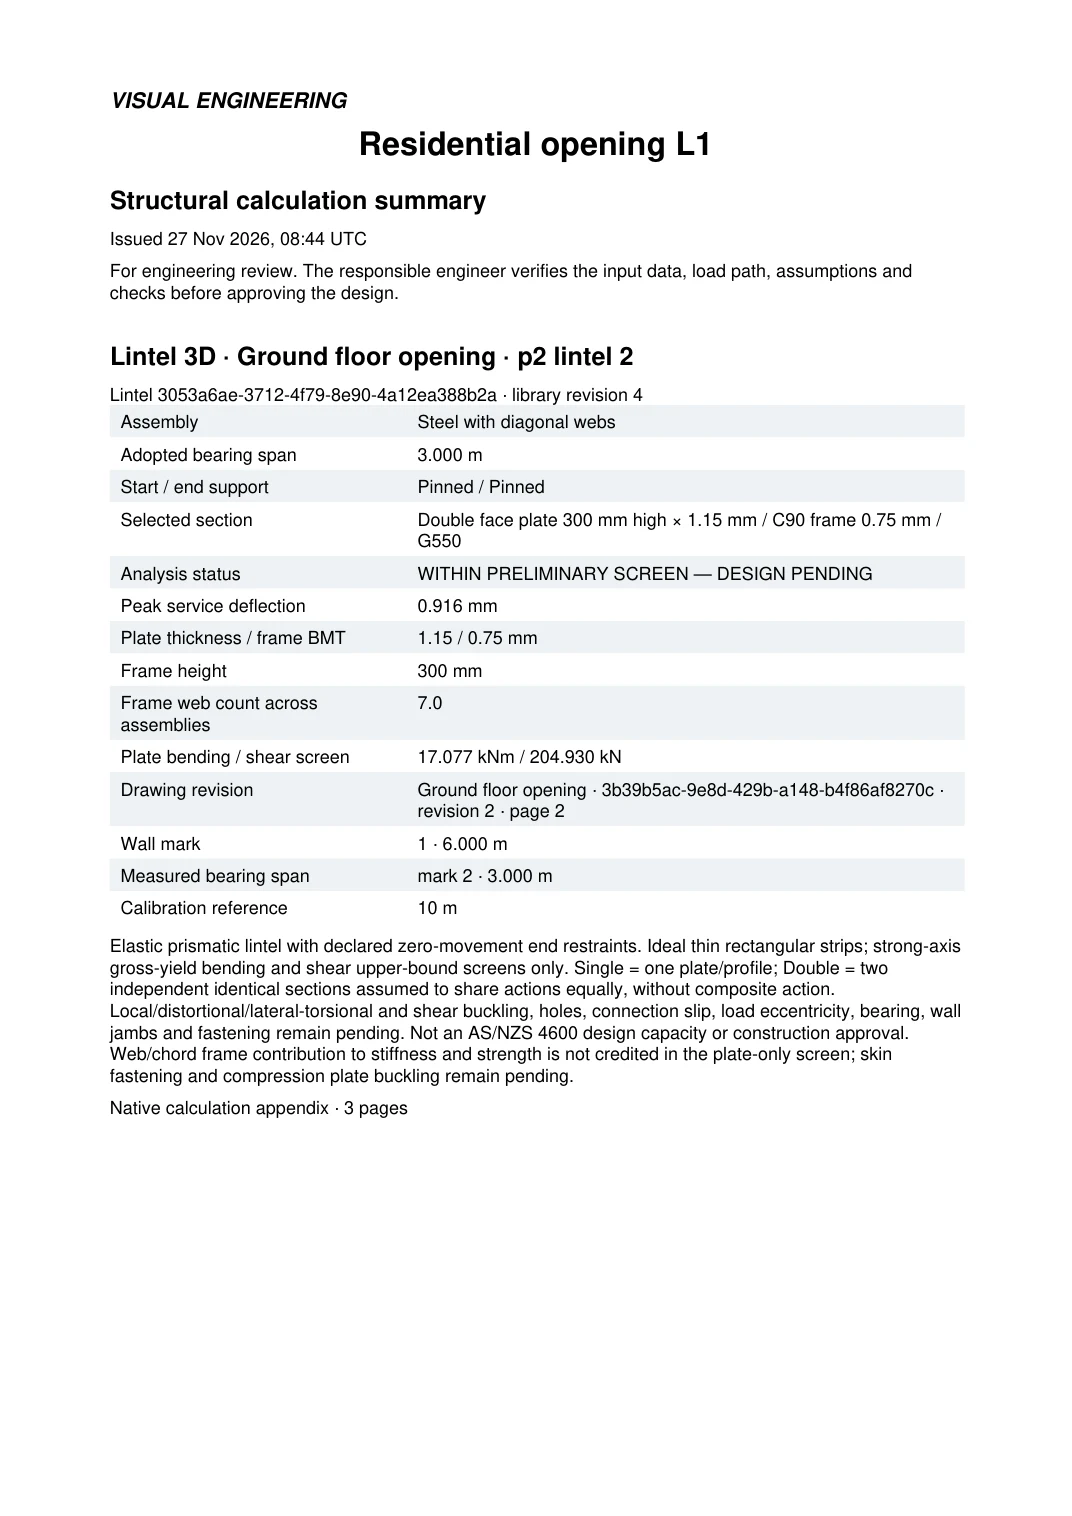 VISUAL ENGINEERING
Residential opening L1
Structural calculation summary
Issued 27 Nov 2026, 08:44 UTC
For engineering review. The responsible engineer verifies the input data, load path, assumptions and
checks before approving the design.
Lintel 3D · Ground floor opening · p2 lintel 2
Lintel 3053a6ae-3712-4f79-8e90-4a12ea388b2a · library revision 4
Assembly Steel with diagonal webs
Adopted bearing span 3.000 m
Start / end support Pinned / Pinned
Selected section Double face plate 300 mm high × 1.15 mm / C90 frame 0.75 mm /
G550
Analysis status WITHIN PRELIMINARY SCREEN — DESIGN PENDING
Peak service deflection 0.916 mm
Plate thickness / frame BMT 1.15 / 0.75 mm
Frame height 300 mm
Frame web count across 7.0
assemblies
Plate bending / shear screen 17.077 kNm / 204.930 kN
Drawing revision Ground floor opening · 3b39b5ac-9e8d-429b-a148-b4f86af8270c ·
revision 2 · page 2
Wall mark 1 · 6.000 m
Measured bearing span mark 2 · 3.000 m
Calibration reference 10 m
Elastic prismatic lintel with declared zero-movement end restraints. Ideal thin rectangular strips; strong-axis
gross-yield bending and shear upper-bound screens only. Single = one plate/profile; Double = two
independent identical sections assumed to share actions equally, without composite action.
Local/distortional/lateral-torsional and shear buckling, holes, connection slip, load eccentricity, bearing, wall
jambs and fastening remain pending. Not an AS/NZS 4600 design capacity or construction approval.
Web/chord frame contribution to stiffness and strength is not credited in the plate-only screen; skin
fastening and compression plate buckling remain pending.
Native calculation appendix · 3 pages